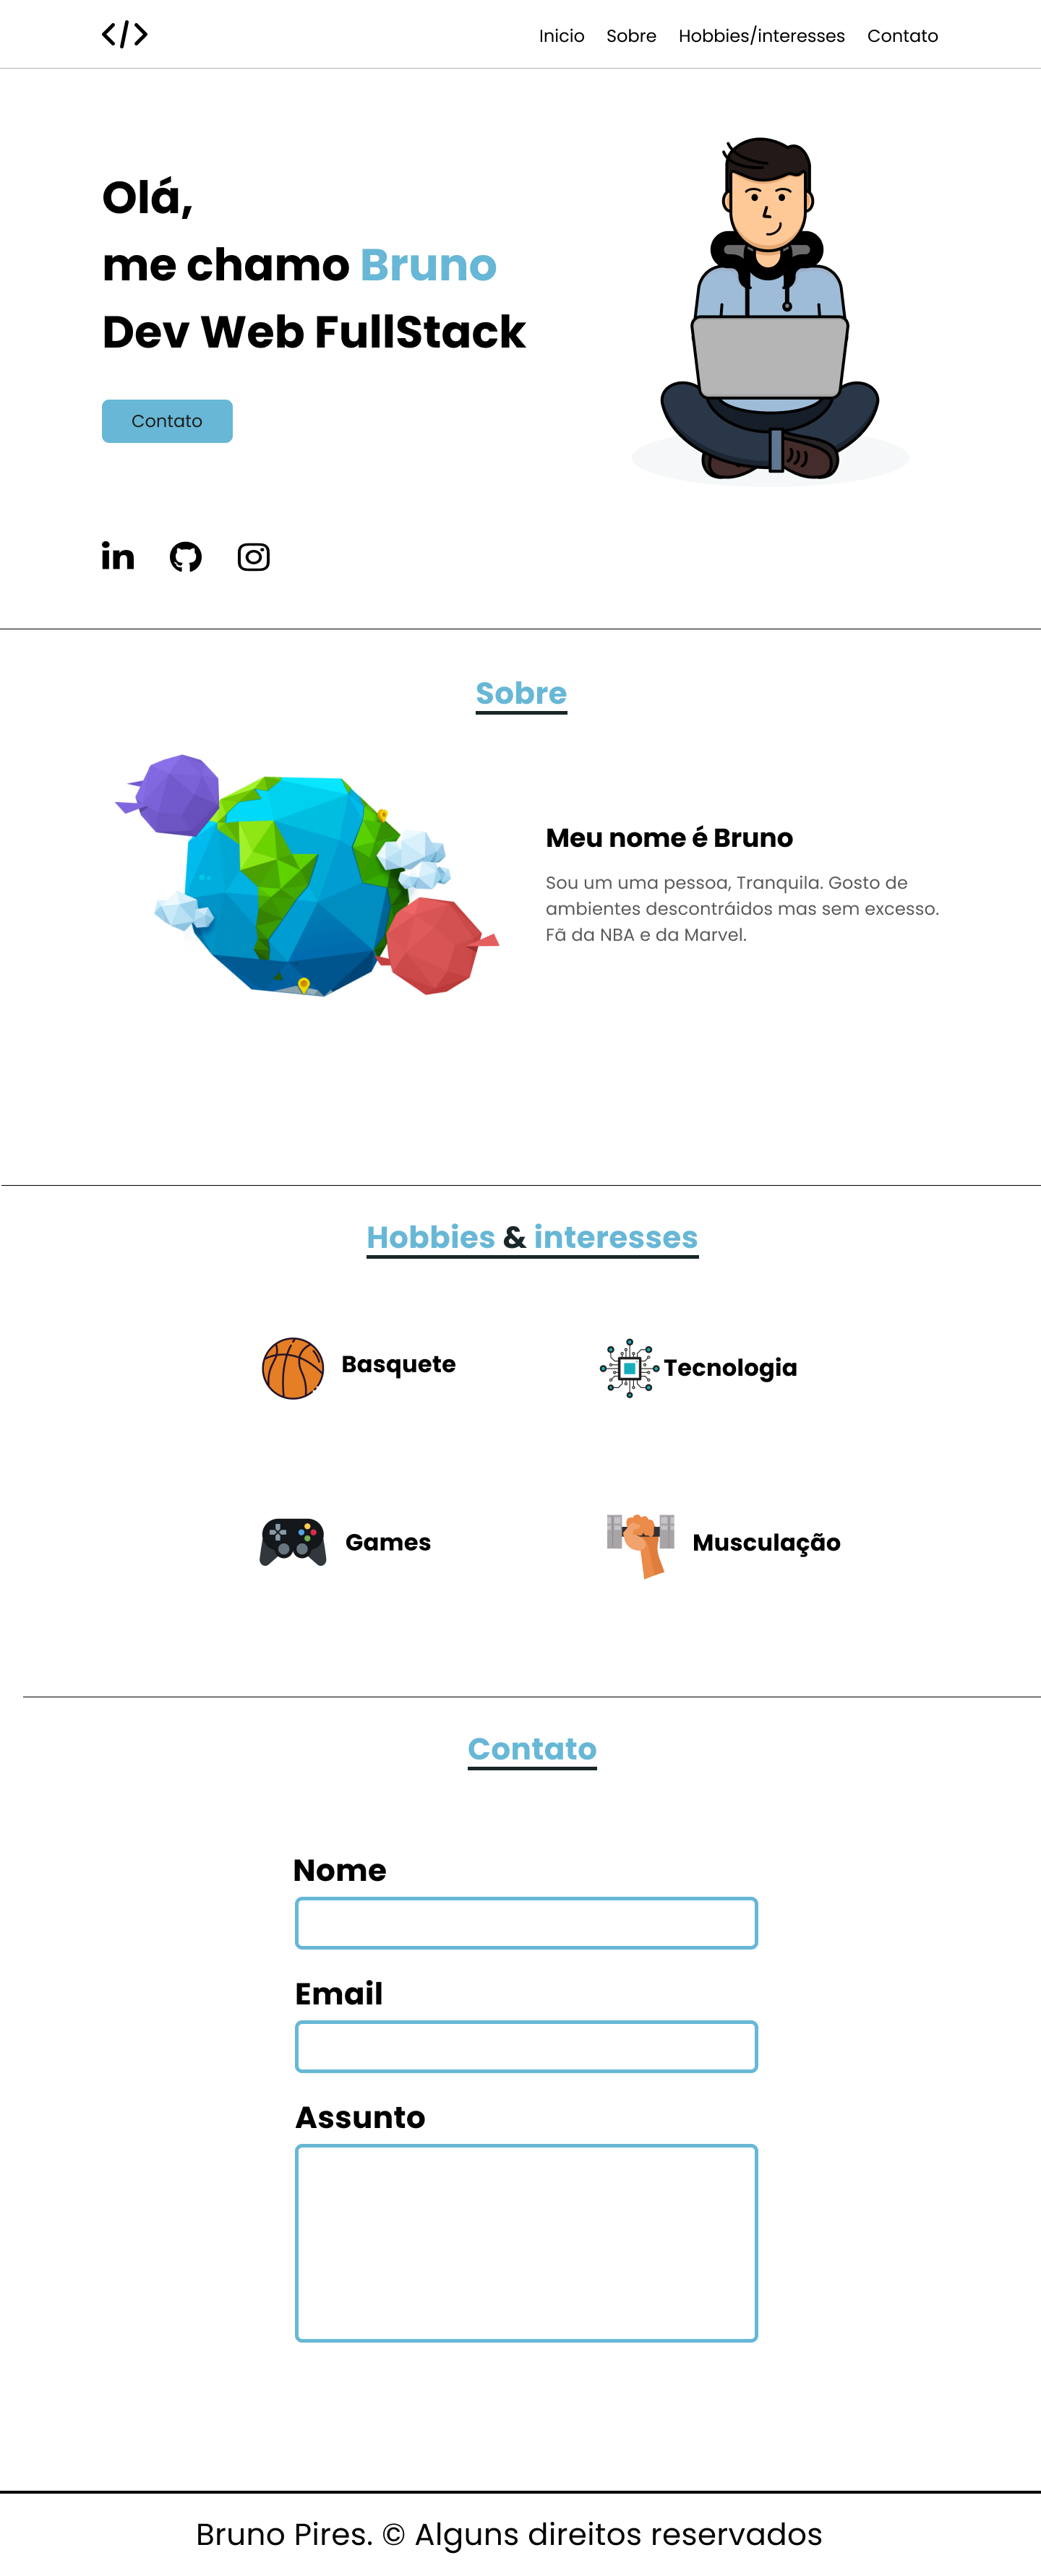 </>
Inicio Sobre Hobbies/interesses Contato
Olá,
me chamo Bruno
Dev Web FullStack
Contato
in
Sobre
Meu nome é Bruno
Sou um uma pessoa, Tranquila. Gosto de
ambientes descontráidos mas sem excesso.
Fã da NBA e da Marvel.
Hobbies & interesses
Basquete
Tecnologia
Games
Musculação
Contato
Nome
Email
Assunto
Bruno Pires. © Alguns direitos reservados